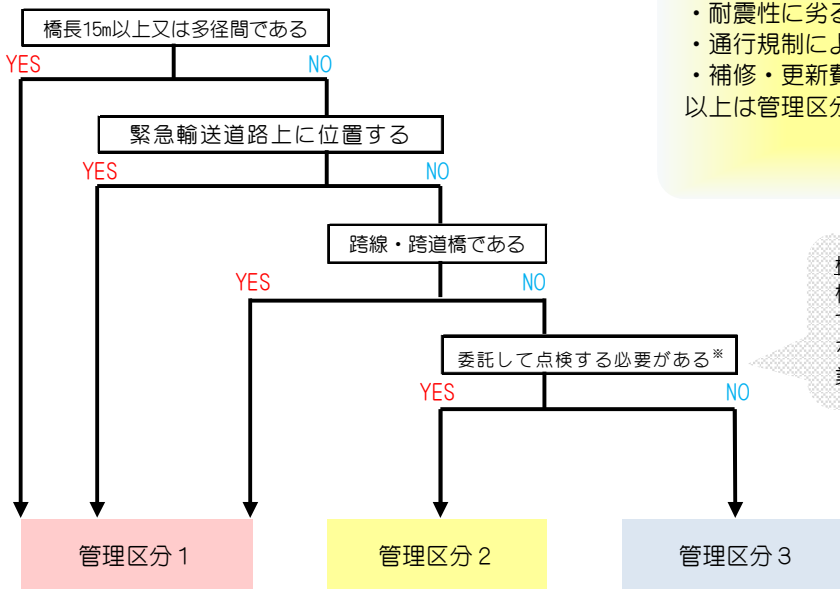 橋長15m以上又は多径間である
YES
NO
・耐震性に劣る
・通行規制によ
・補修・更新費
以上は管理区分
緊急輸送道路上に位置する
YES
NO
跨線・跨道橋である
YES
NO
委託して点検する必要がある※
YES
NO
管理区分1
管理区分2
管理区分3